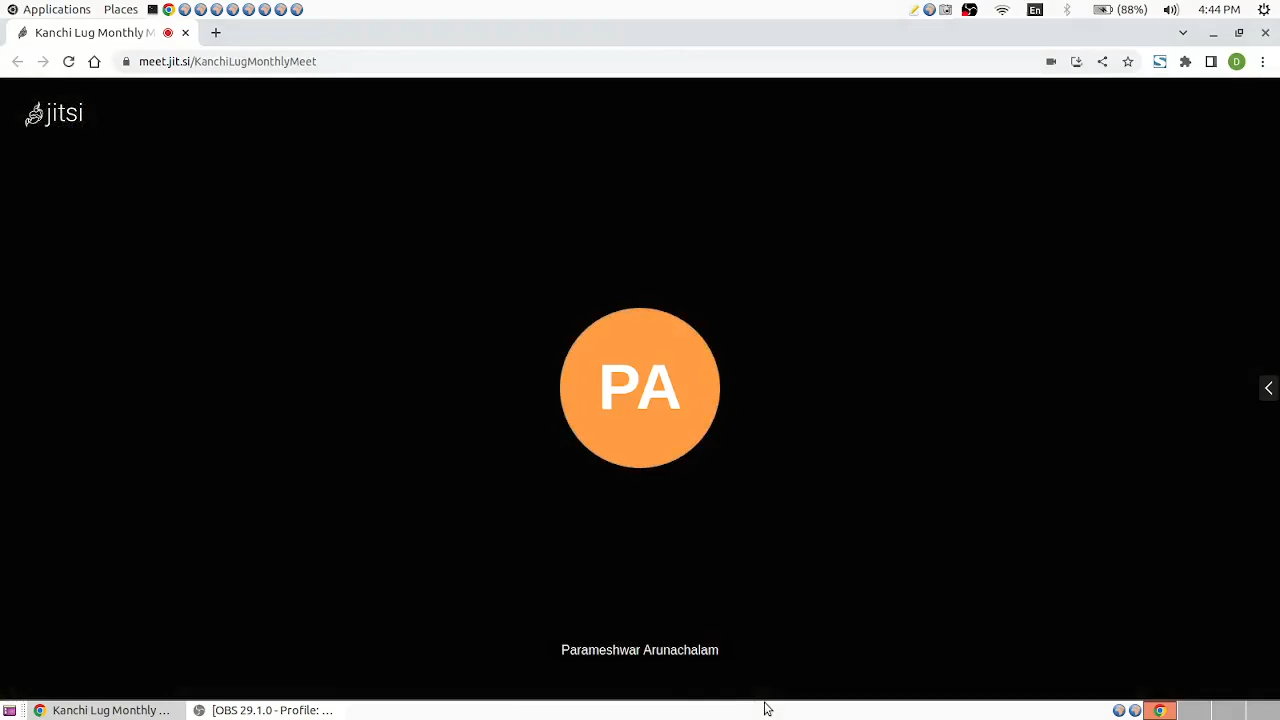 Applications Places En (88%) 4:44 PM
Kanchi Lug Monthly M
meet.jit.si/KanchiLugMonthlyMeet D
jitsi
PA
Parameshwar Arunachalam
Kanchi Lug Monthly ... [OBS 29.1.0 - Profile: ...